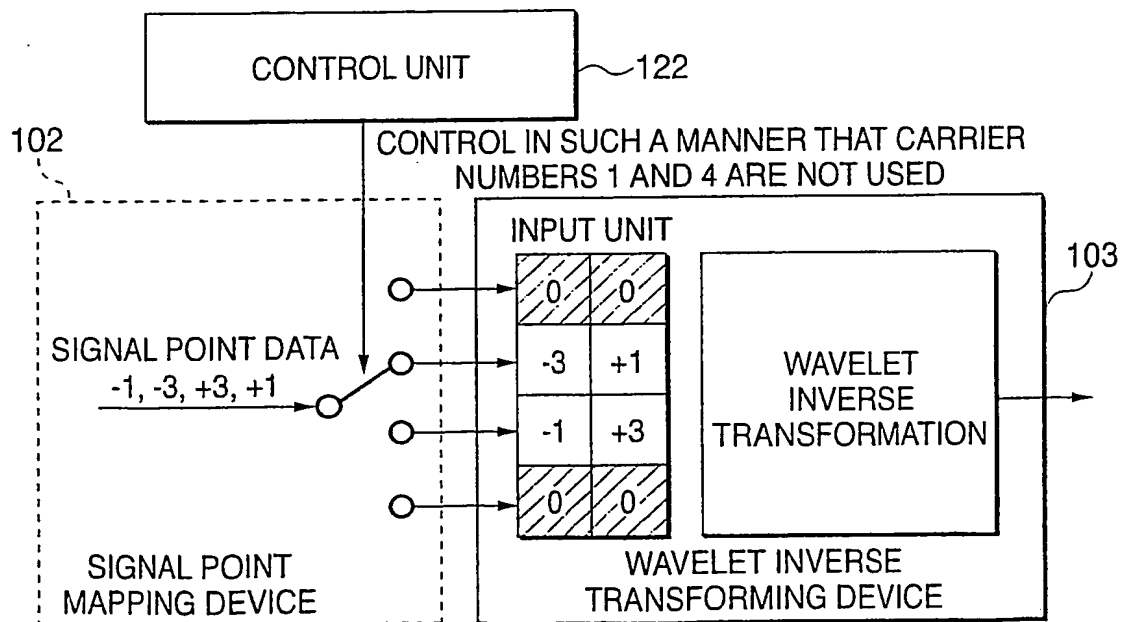 CONTROL UNIT
122
102
CONTROL IN SUCH A MANNER THAT CARRIER
NUMBERS 1 AND 4 ARE NOT USED
INPUT UNIT
103
0 0
SIGNAL POINT DATA
-1, -3, +3, +1
-3 +1
-1 +3
0 0
WAVELET
INVERSE
TRANSFORMATION
SIGNAL POINT
MAPPING DEVICE
WAVELET INVERSE
TRANSFORMING DEVICE